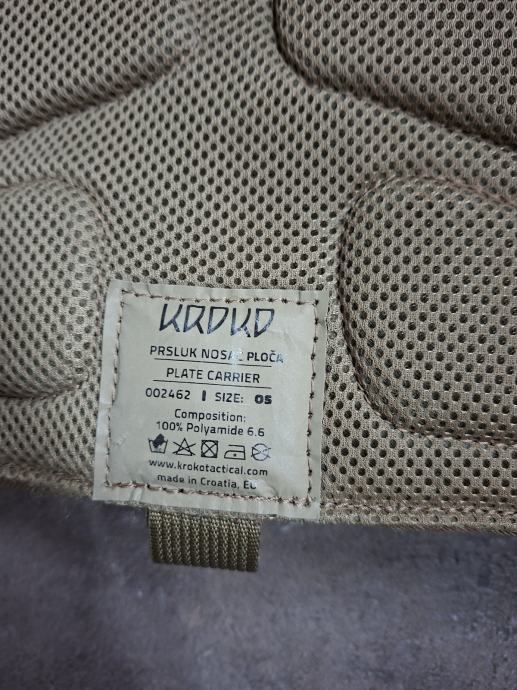 KROKO
PRSLUK NOSAČ PLOČA
PLATE CARRIER
002462 | SIZE: OS
Composition:
100% Polyamide 6.6
www.krokotactical.com
made in Croatia, EU